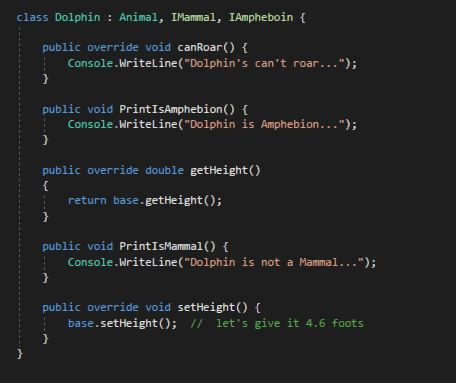 class Dolphin : Animal, IMammal, IAmpheboin {
public override void canRoar() {
Console.WriteLine("Dolphin's can't roar...");
}
public void PrintIsAmphebion() {
Console.WriteLine("Dolphin is Amphebion...");
}
public override double getHeight()
{
return base.getHeight();
}
public void PrintIsMammal() {
Console.WriteLine("Dolphin is not a Mammal...");
}
public override void setHeight() {
base.setHeight();  //  let's give it 4.6 foots
}
}